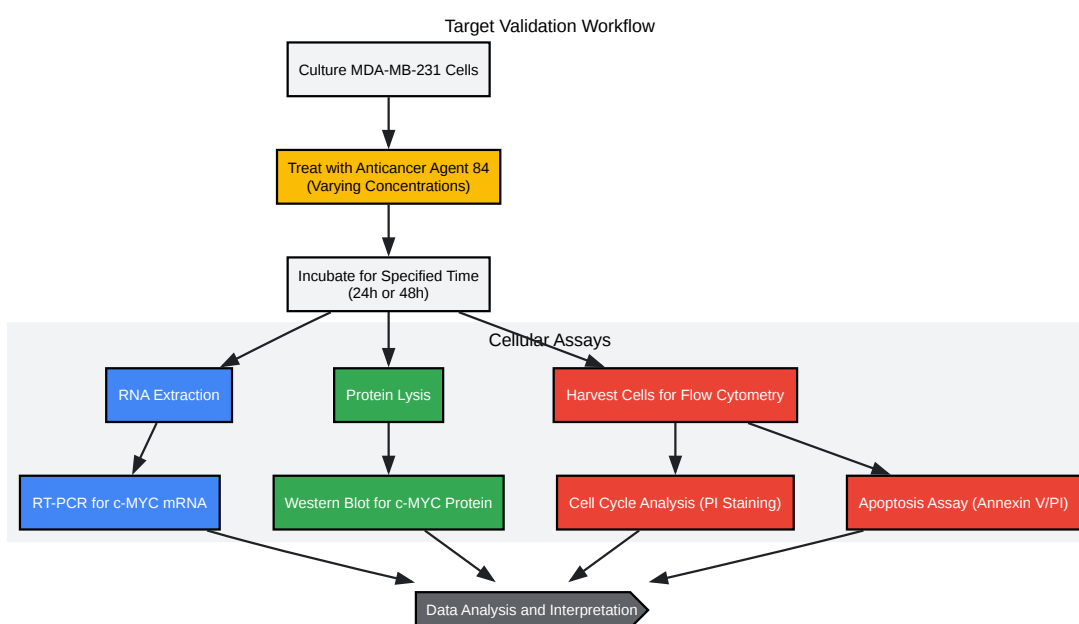 Target Validation Workflow
Culture MDA-MB-231 Cells
Treat with Anticancer Agent 84
(Varying Concentrations)
Incubate for Specified Time
(24h or 48h)
Cellular Assays
RNA Extraction
Protein Lysis
Harvest Cells for Flow Cytometry
RT-PCR for c-MYC mRNA
Western Blot for c-MYC Protein
Cell Cycle Analysis (PI Staining)
Apoptosis Assay (Annexin V/PI)
Data Analysis and Interpretation